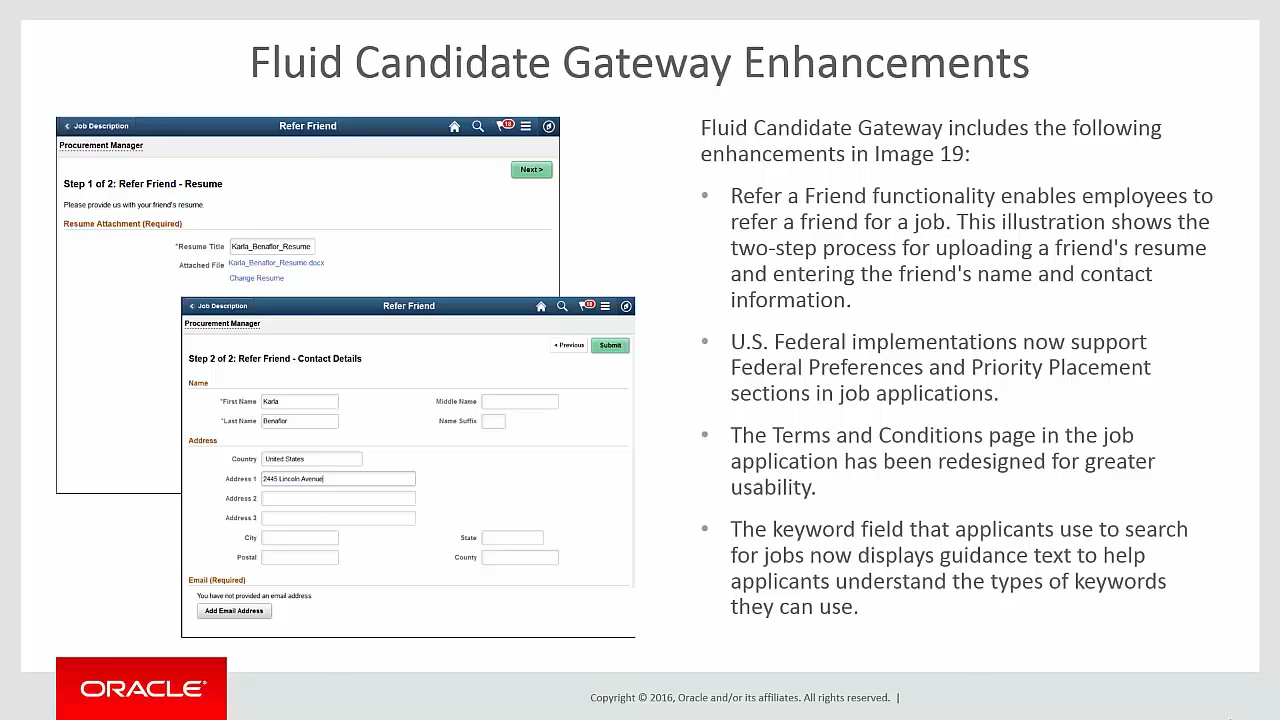 Fluid Candidate Gateway Enhancements
Job Description
Refer Friend
18
Procurement Manager
Next >
Step 1 of 2: Refer Friend - Resume
Please provide us with your friend's resume.
Resume Attachment (Required)
*Resume Title Karla_Benaflor_Resume
Attached File Karla_Benaflor_Resume.docx
Change Resume
Job Description
Refer Friend
18
Procurement Manager
< Previous Submit
Step 2 of 2: Refer Friend - Contact Details
Name
*First Name Karla Middle Name
*Last Name Benaflor Name Suffix
Address
Country United States
Address 1 2445 Lincoln Avenue
Address 2
Address 3
City State
Postal County
Email (Required)
You have not provided an email address
Add Email Address
Fluid Candidate Gateway includes the following
enhancements in Image 19:
• Refer a Friend functionality enables employees to
refer a friend for a job. This illustration shows the
two-step process for uploading a friend's resume
and entering the friend's name and contact
information.
• U.S. Federal implementations now support
Federal Preferences and Priority Placement
sections in job applications.
• The Terms and Conditions page in the job
application has been redesigned for greater
usability.
• The keyword field that applicants use to search
for jobs now displays guidance text to help
applicants understand the types of keywords
they can use.
ORACLE®
Copyright © 2016, Oracle and/or its affiliates. All rights reserved. |